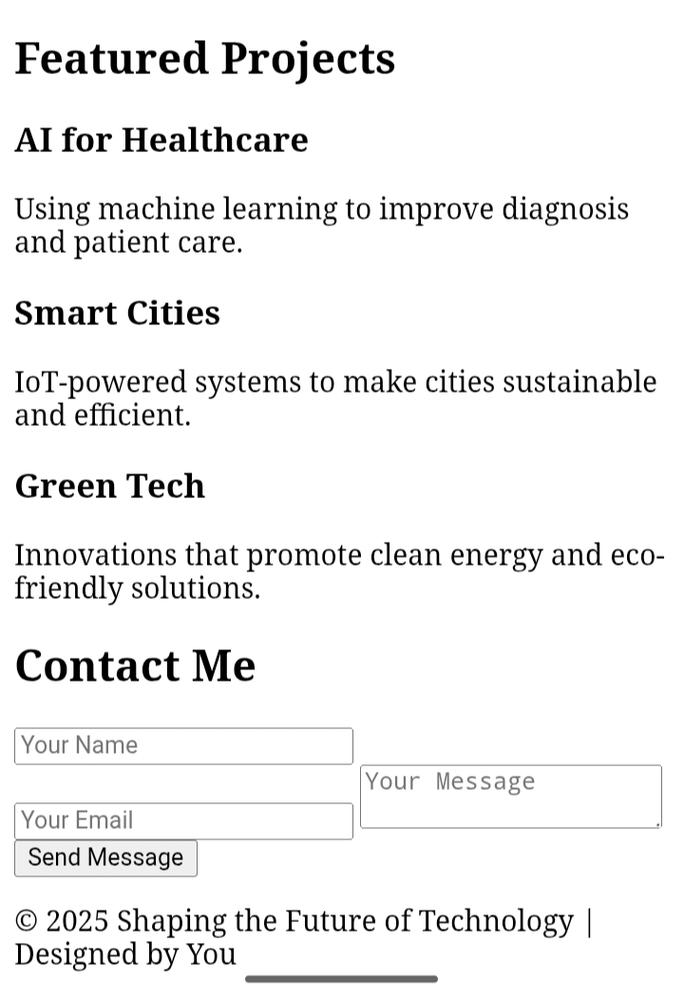 Featured Projects
AI for Healthcare
Using machine learning to improve diagnosis
and patient care.
Smart Cities
IoT-powered systems to make cities sustainable
and efficient.
Green Tech
Innovations that promote clean energy and eco-
friendly solutions.
Contact Me
Your Name
Your Message
Your Email
Send Message
© 2025 Shaping the Future of Technology |
Designed by You